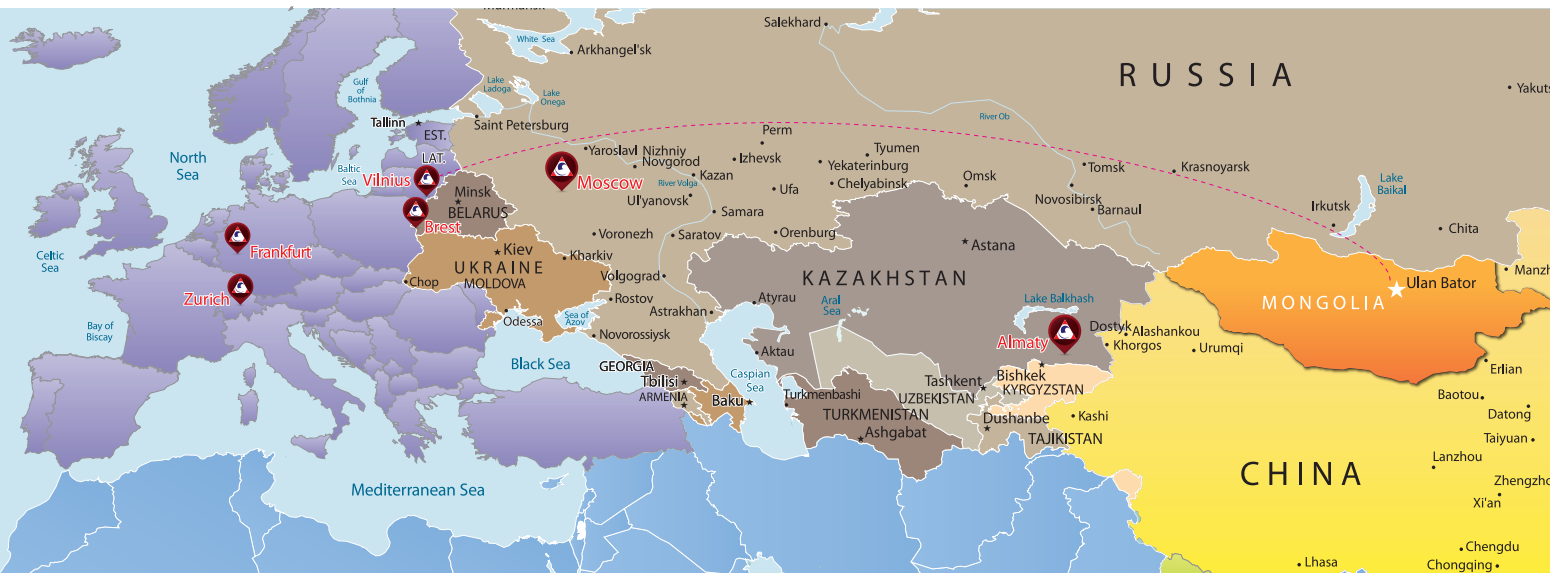 Murmansk
Salekhard
White Sea
Arkhangel'sk
RUSSIA
Gulf
of
Bothnia
Lake
Ladoga
Lake
Onega
Yakuts
Tallinn
EST.
Saint Petersburg
River Ob
Perm
North
Sea
LAT.
Yaroslavl
Nizhniy
Novgorod
Izhevsk
Tyumen
Yekaterinburg
Tomsk
Krasnoyarsk
Baltic
Sea
Vilnius
Moscow
River Volga
Kazan
Ufa
Chelyabinsk
Omsk
Lake
Baikal
Minsk
BELARUS
Ul'yanovsk
Samara
Novosibirsk
Barnaul
Irkutsk
Brest
Voronezh
Saratov
Orenburg
Chita
Frankfurt
Kiev
Kharkiv
Astana
Celtic
Sea
UKRAINE
MOLDOVA
Volgograd
KAZAKHSTAN
Manzh
Chop
Ulan Bator
Zurich
Rostov
Atyrau
Aral
Sea
Lake Balkhash
MONGOLIA
Odessa
Sea of
Azov
Astrakhan
Bay of
Biscay
Novorossiysk
Almaty
Dostyk
Alashankou
Khorgos
Urumqi
Black Sea
GEORGIA
Aktau
Bishkek
KYRGYZSTAN
Erlian
Tbilisi
Caspian
Sea
Tashkent
ARMENIA
Baku
Turkmenbashi
UZBEKISTAN
Baotou
TURKMENISTAN
Dushanbe
Kashi
Datong
Ashgabat
TAJIKISTAN
Taiyuan
Lanzhou
CHINA
Mediterranean Sea
Zhengzho
Xi'an
Chengdu
Lhasa
Chongqing